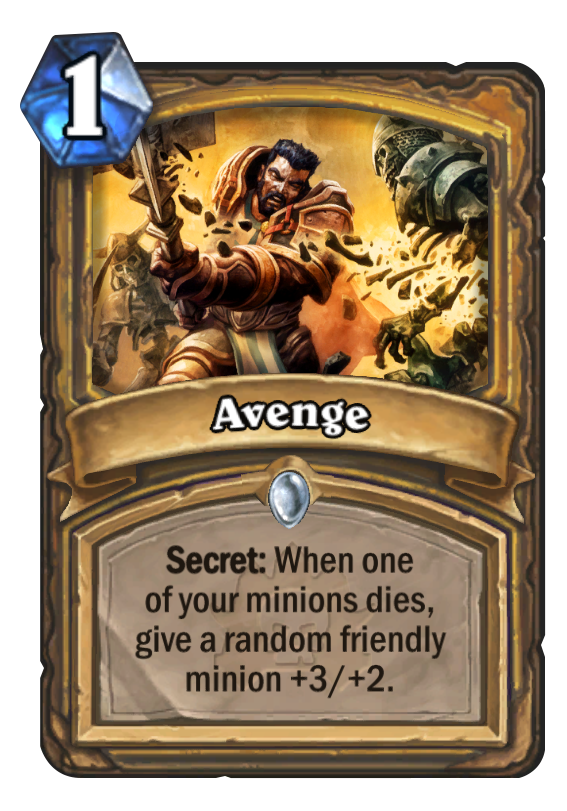 1
Avenge
Secret: When one
of your minions dies,
give a random friendly
minion +3/+2.